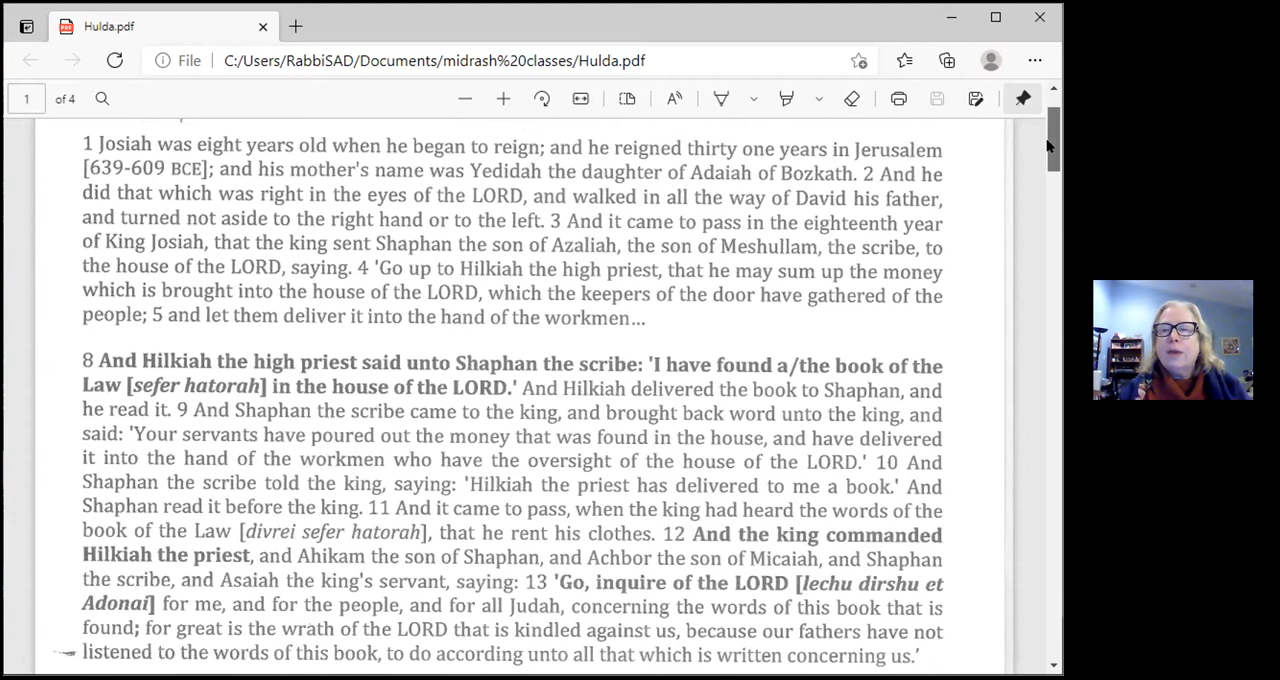 Hulda.pdf
File C:/Users/RabbiSAD/Documents/midrash%20classes/Hulda.pdf
1 of 4
1 Josiah was eight years old when he began to reign; and he reigned thirty one years in Jerusalem
[639-609 BCE]; and his mother's name was Yedidah the daughter of Adaiah of Bozkath. 2 And he
did that which was right in the eyes of the LORD, and walked in all the way of David his father,
and turned not aside to the right hand or to the left. 3 And it came to pass in the eighteenth year
of King Josiah, that the king sent Shaphan the son of Azaliah, the son of Meshullam, the scribe, to
the house of the LORD, saying. 4 'Go up to Hilkiah the high priest, that he may sum up the money
which is brought into the house of the LORD, which the keepers of the door have gathered of the
people; 5 and let them deliver it into the hand of the workmen...
8 And Hilkiah the high priest said unto Shaphan the scribe: 'I have found a/the book of the
Law [sefer hatorah] in the house of the LORD.' And Hilkiah delivered the book to Shaphan, and
he read it. 9 And Shaphan the scribe came to the king, and brought back word unto the king, and
said: 'Your servants have poured out the money that was found in the house, and have delivered
it into the hand of the workmen who have the oversight of the house of the LORD.' 10 And
Shaphan the scribe told the king, saying: 'Hilkiah the priest has delivered to me a book.' And
Shaphan read it before the king. 11 And it came to pass, when the king had heard the words of the
book of the Law [divrei sefer hatorah], that he rent his clothes. 12 And the king commanded
Hilkiah the priest, and Ahikam the son of Shaphan, and Achbor the son of Micaiah, and Shaphan
the scribe, and Asaiah the king's servant, saying: 13 'Go, inquire of the LORD [lechu dirshu et
Adonai] for me, and for the people, and for all Judah, concerning the words of this book that is
found; for great is the wrath of the LORD that is kindled against us, because our fathers have not
listened to the words of this book, to do according unto all that which is written concerning us.'